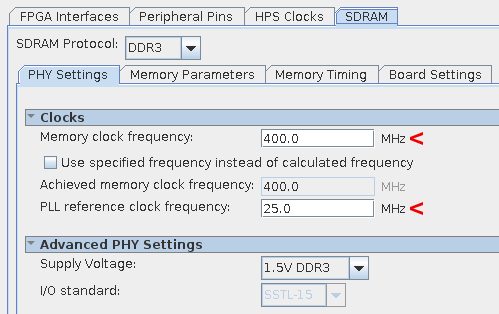 FPGA Interfaces Peripheral Pins HPS Clocks SDRAM
SDRAM Protocol: DDR3
PHY Settings Memory Parameters Memory Timing Board Settings
Clocks
Memory clock frequency: 400.0 MHz <
Use specified frequency instead of calculated frequency
Achieved memory clock frequency: 400.0 MHz
PLL reference clock frequency: 25.0 MHz <
Advanced PHY Settings
Supply Voltage: 1.5V DDR3
I/O standard: SSTL-15